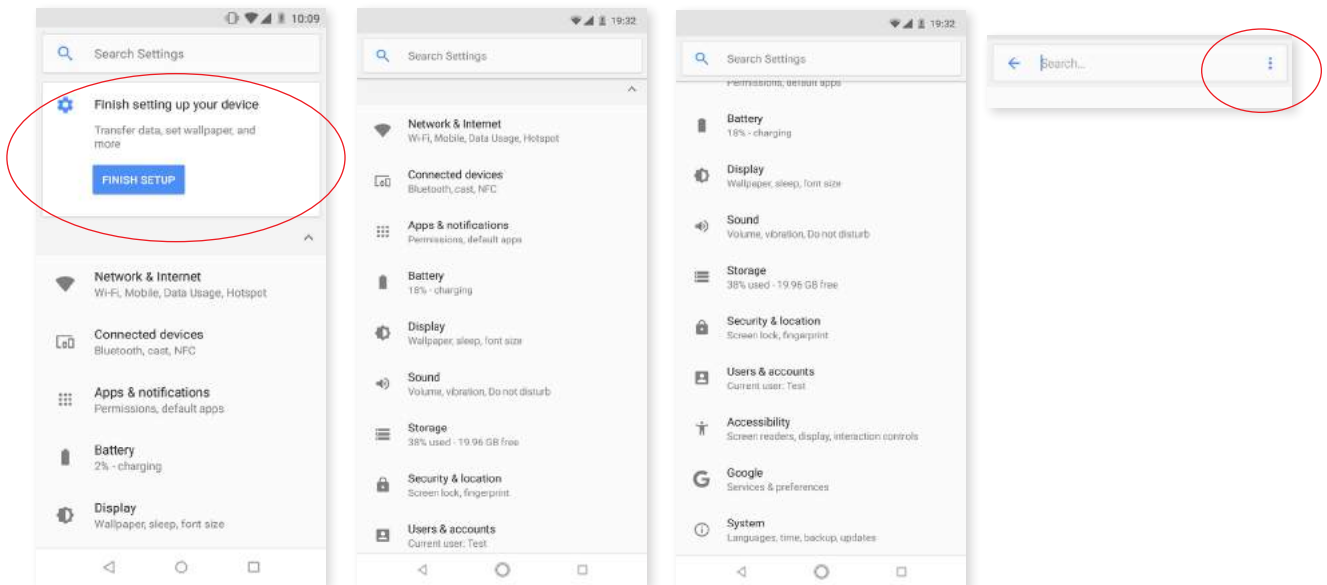 10:09
Search Settings
Finish setting up your device
Transfer data, set wallpaper, and
more
FINISH SETUP
Network & Internet
Wi-Fi, Mobile, Data Usage, Hotspot
Connected devices
Bluetooth, cast, NFC
Apps & notifications
Permissions, default apps
Battery
2% - charging
Display
Wallpaper, sleep, font size
19:32
Search Settings
Network & Internet
Wi-Fi, Mobile, Data Usage, Hotspot
Connected devices
Bluetooth, cast, NFC
Apps & notifications
Permissions, default apps
Battery
18% - charging
Display
Wallpaper, sleep, font size
Sound
Volume, vibration, Do not disturb
Storage
38% used - 19.96 GB free
Security & location
Screen lock, fingerprint
Users & accounts
Current user: Test
19:32
Search Settings
Permissions, default apps
Battery
18% - charging
Display
Wallpaper, sleep, font size
Sound
Volume, vibration, Do not disturb
Storage
38% used - 19.96 GB free
Security & location
Screen lock, fingerprint
Users & accounts
Current user: Test
Accessibility
Screen readers, display, interaction controls
Google
Services & preferences
System
Languages, time, backup, updates
Search...